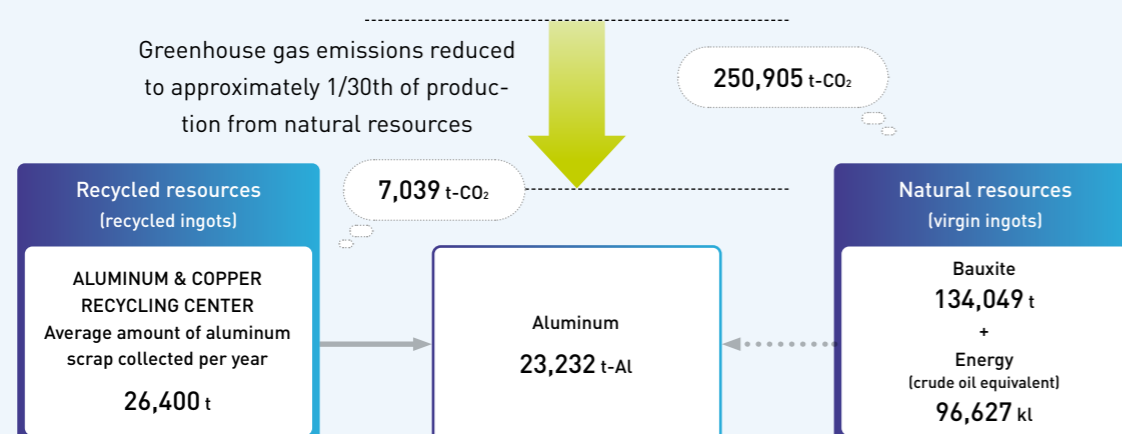 Greenhouse gas emissions reduced
to approximately 1/30th of produc-
tion from natural resources
250,905 t-CO₂
7,039 t-CO₂
Recycled resources
(recycled ingots)
ALUMINUM & COPPER
RECYCLING CENTER
Average amount of aluminum
scrap collected per year
26,400 t
Aluminum
23,232 t-Al
Natural resources
(virgin ingots)
Bauxite
134,049 t
+
Energy
(crude oil equivalent)
96,627 kl